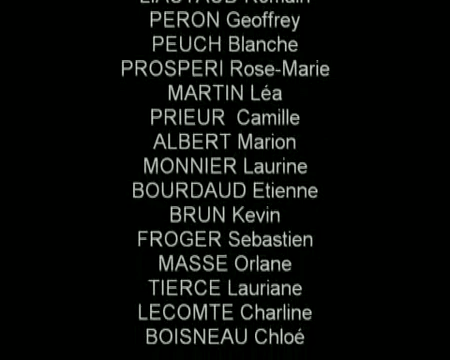 PERON Geoffrey
PEUCH Blanche
PROSPERI Rose-Marie
MARTIN Léa
PRIEUR Camille
ALBERT Marion
MONNIER Laurine
BOURDAUD Etienne
BRUN Kevin
FROGER Sebastien
MASSE Orlane
TIERCE Lauriane
LECOMTE Charline
BOISNEAU Chloé